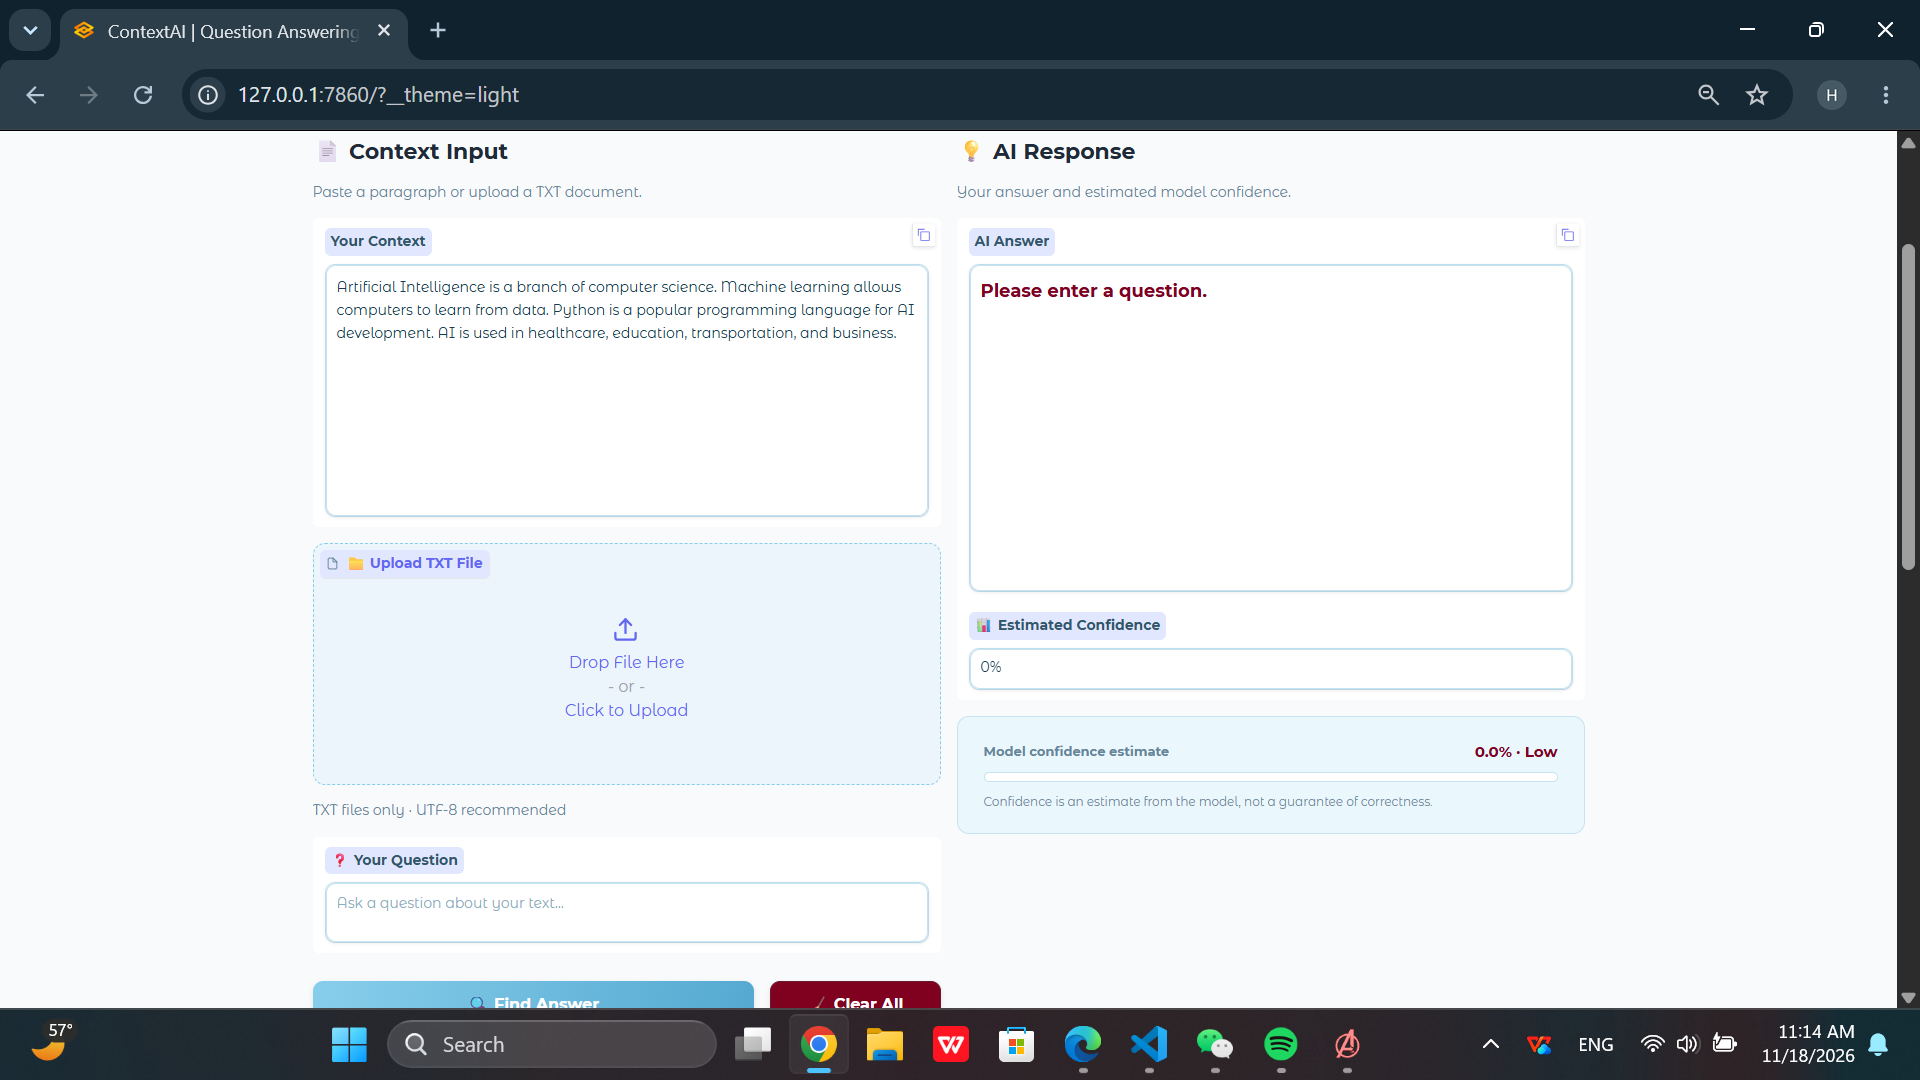 ContextAI | Question Answering
127.0.0.1:7860/?__theme=light
H
Context Input
Paste a paragraph or upload a TXT document.
Your Context
Artificial Intelligence is a branch of computer science. Machine learning allows
computers to learn from data. Python is a popular programming language for AI
development. AI is used in healthcare, education, transportation, and business.
Upload TXT File
Drop File Here
- or -
Click to Upload
TXT files only · UTF-8 recommended
Your Question
Ask a question about your text...
Find Answer
Clear All
AI Response
Your answer and estimated model confidence.
AI Answer
Please enter a question.
Estimated Confidence
0%
Model confidence estimate
0.0% · Low
Confidence is an estimate from the model, not a guarantee of correctness.
57°
Search
ENG
11:14 AM
11/18/2026